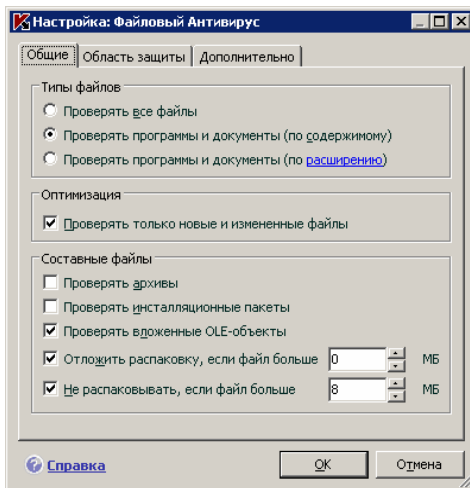 Настройка: Файловый Антивирус
Общие Область защиты Дополнительно
Типы файлов
Проверять все файлы
Проверять программы и документы (по содержимому)
Проверять программы и документы (по расширению)
Оптимизация
Проверять только новые и измененные файлы
Составные файлы
Проверять архивы
Проверять инсталляционные пакеты
Проверять вложенные OLE-объекты
Отложить распаковку, если файл больше 0 МБ
Не распаковывать, если файл больше 8 МБ
Справка OK Отмена